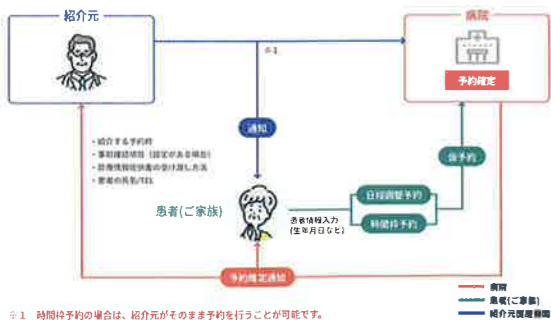 紹介元
病院
※1
予約確定
通知
・紹介する予約枠
・事前確認項目（設定がある場合）
・診療情報提供書の受け渡し方法
・患者の氏名/TEL
仮予約
患者(ご家族)
日程調整予約
患者情報入力
(生年月日など)
時間枠予約
予約確定通知
病院
患者(ご家族)
紹介元医療機関
※１　時間枠予約の場合は、紹介元がそのまま予約を行うことが可能です。